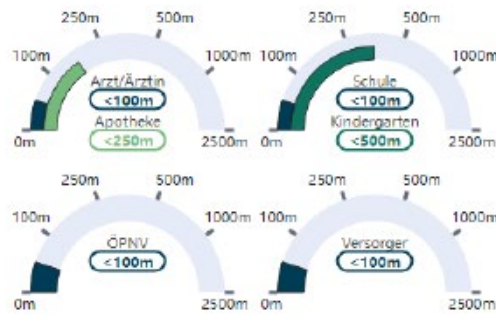 250m 500m
100m 1000m
Arzt/Ärztin
<100m
Apotheke
<250m
0m 2500m
250m 500m
100m 1000m
Schule
<100m
Kindergarten
<500m
0m 2500m
250m 500m
100m 1000m
ÖPNV
<100m
0m 2500m
250m 500m
100m 1000m
Versorger
<100m
0m 2500m